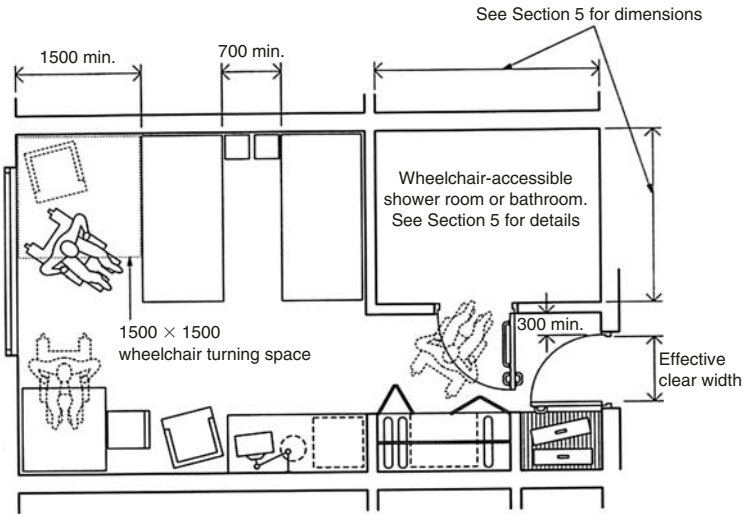 See Section 5 for dimensions
1500 min.
700 min.
Wheelchair-accessible
shower room or bathroom.
See Section 5 for details
1500 × 1500
wheelchair turning space
300 min.
Effective
clear width